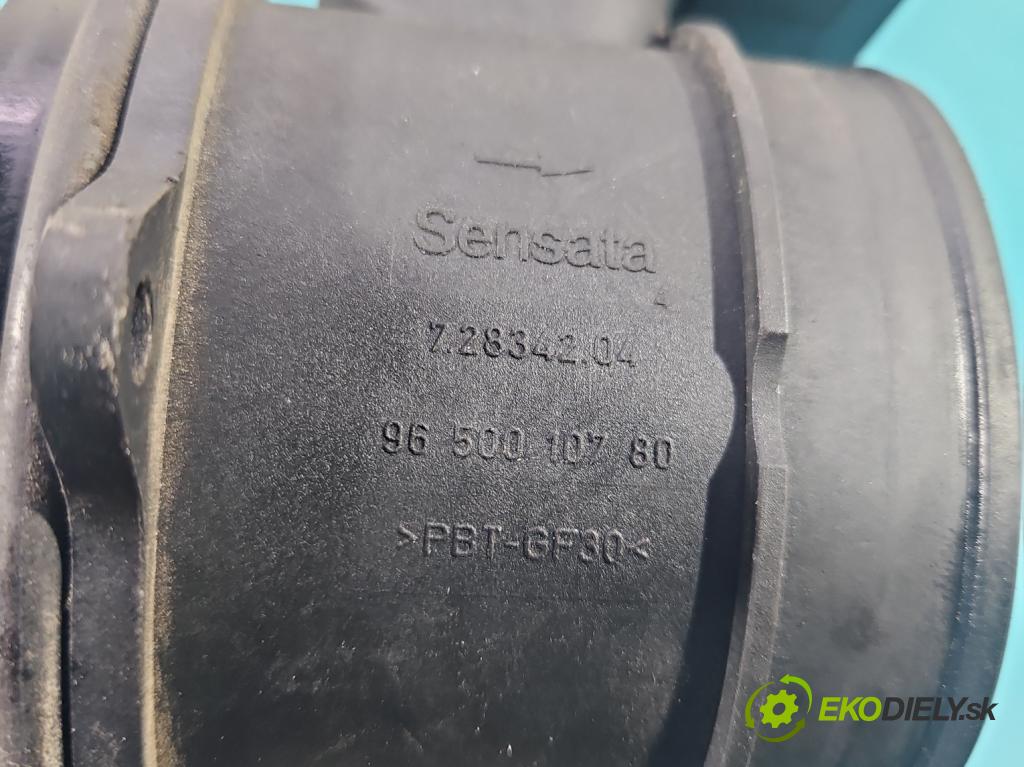 Sensata
7.28342.04
96 500 107 80
>PBT-GF30<
EKODIELY.sk